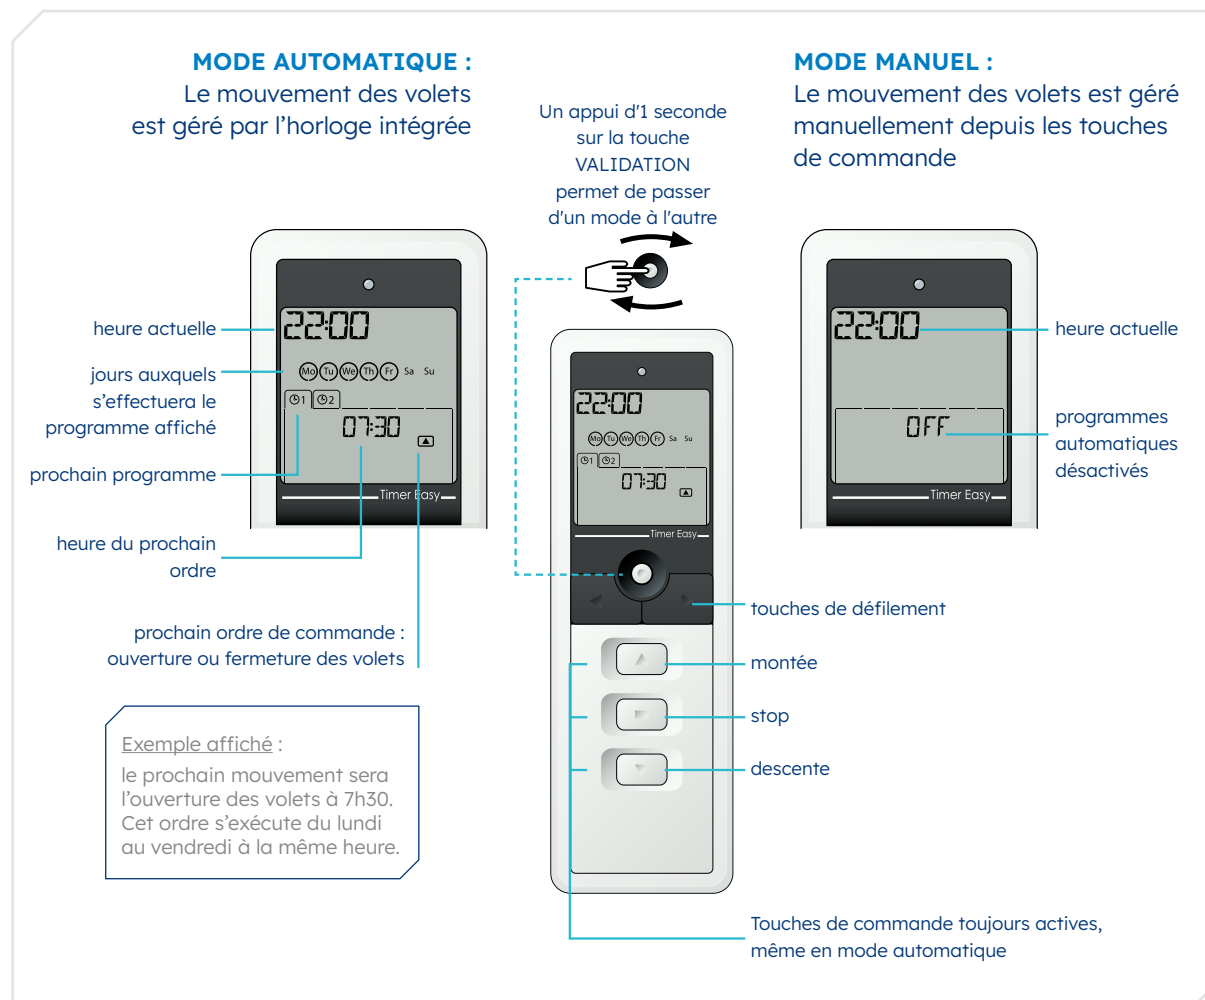 MODE AUTOMATIQUE :
Le mouvement des volets
est géré par l'horloge intégrée
Un appui d'1 seconde
sur la touche
VALIDATION
permet de passer
d'un mode à l'autre
MODE MANUEL :
Le mouvement des volets est géré
manuellement depuis les touches
de commande
heure actuelle
jours auxquels
s'effectuera le
programme affiché
prochain programme
heure du prochain
ordre
prochain ordre de commande :
ouverture ou fermeture des volets
22:00
Mo Tu We Th Fr Sa Su
1 2
07:30
Timer Easy
22:00
Mo Tu We Th Fr Sa Su
1 2
07:30
Timer Easy
22:00
OFF
Timer Easy
heure actuelle
programmes
automatiques
désactivés
touches de défilement
montée
stop
descente
Exemple affiché :
le prochain mouvement sera
l'ouverture des volets à 7h30.
Cet ordre s'exécute du lundi
au vendredi à la même heure.
Touches de commande toujours actives,
même en mode automatique